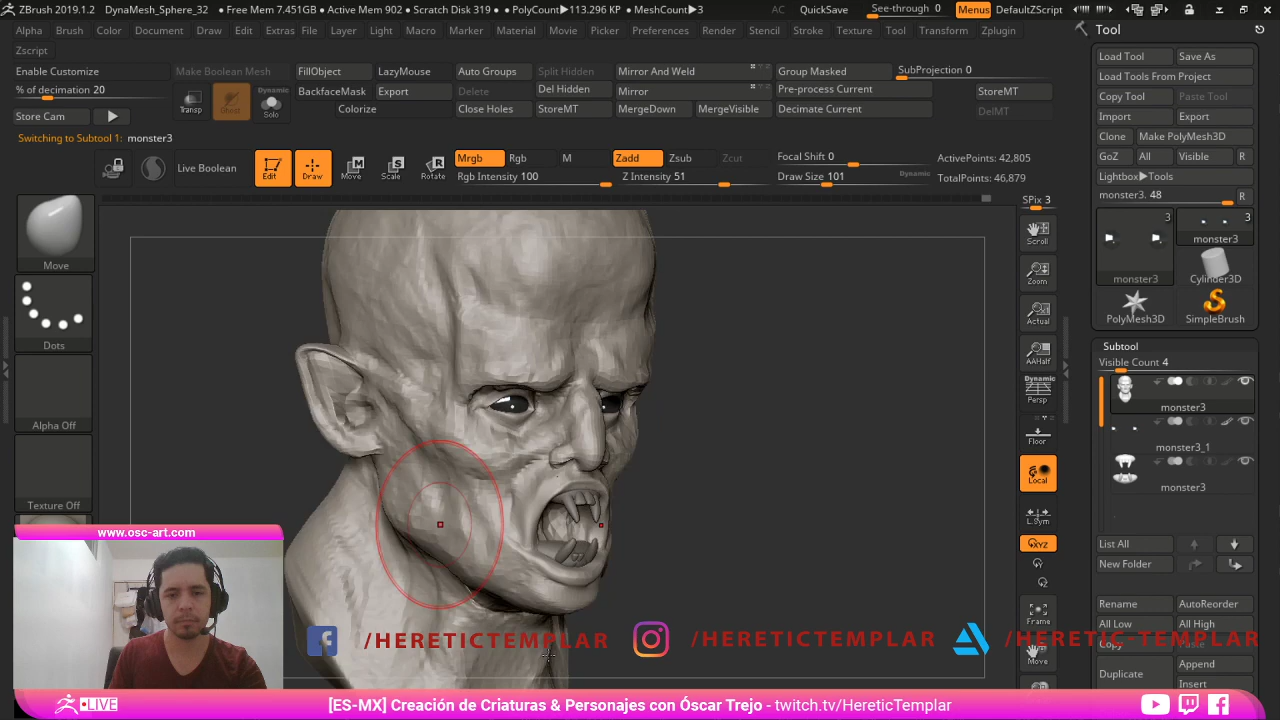 ZBrush 2019.1.2 DynaMesh_Sphere_32 • Free Mem 7.451GB • Active Mem 902 • Scratch Disk 319 • PolyCount▶113.296 KP • MeshCount▶3 AC QuickSave See-through 0 Menus DefaultZScript
Alpha Brush Color Document Draw Edit Extras File Layer Light Macro Marker Material Movie Picker Preferences Render Stencil Stroke Texture Tool Transform Zplugin
Zscript
Enable Customize
% of decimation 20
Store Cam
Make Boolean Mesh
Transp
Ghost
Dynamic
Solo
FillObject
LazyMouse
BackfaceMask
Export
Colorize
Auto Groups
Split Hidden
Delete
Del Hidden
Close Holes
StoreMT
Mirror And Weld
Mirror
MergeDown
MergeVisible
Group Masked
Pre-process Current
Decimate Current
SubProjection 0
StoreMT
DelMT
Switching to Subtool 1: monster3
Live Boolean
Edit
Draw
Move
Scale
Rotate
Mrgb
Rgb
M
Rgb Intensity 100
Zadd
Zsub
Zcut
Z Intensity 51
Focal Shift 0
Draw Size 101
Dynamic
ActivePoints: 42,805
TotalPoints: 46,879
Move
Dots
Alpha Off
Texture Off
SPix 3
Scroll
Zoom
Actual
AAHalf
Dynamic
Persp
Floor
Local
L.Sym
XYZ
Frame
Move
Tool
Load Tool
Save As
Load Tools From Project
Copy Tool
Paste Tool
Import
Export
Clone
Make PolyMesh3D
GoZ
All
Visible
R
Lightbox▶Tools
monster3. 48
R
3
monster3
3
monster3
Cylinder3D
PolyMesh3D
SimpleBrush
Subtool
Visible Count 4
monster3
monster3_1
monster3
List All
New Folder
Rename
AutoReorder
All Low
All High
Copy
Paste
Duplicate
Append
Insert
www.osc-art.com
/HERETICTEMPLAR
/HERETICTEMPLAR
/HERETIC_TEMPLAR
LIVE
[ES-MX] Creación de Criaturas & Personajes con Óscar Trejo - twitch.tv/HereticTemplar